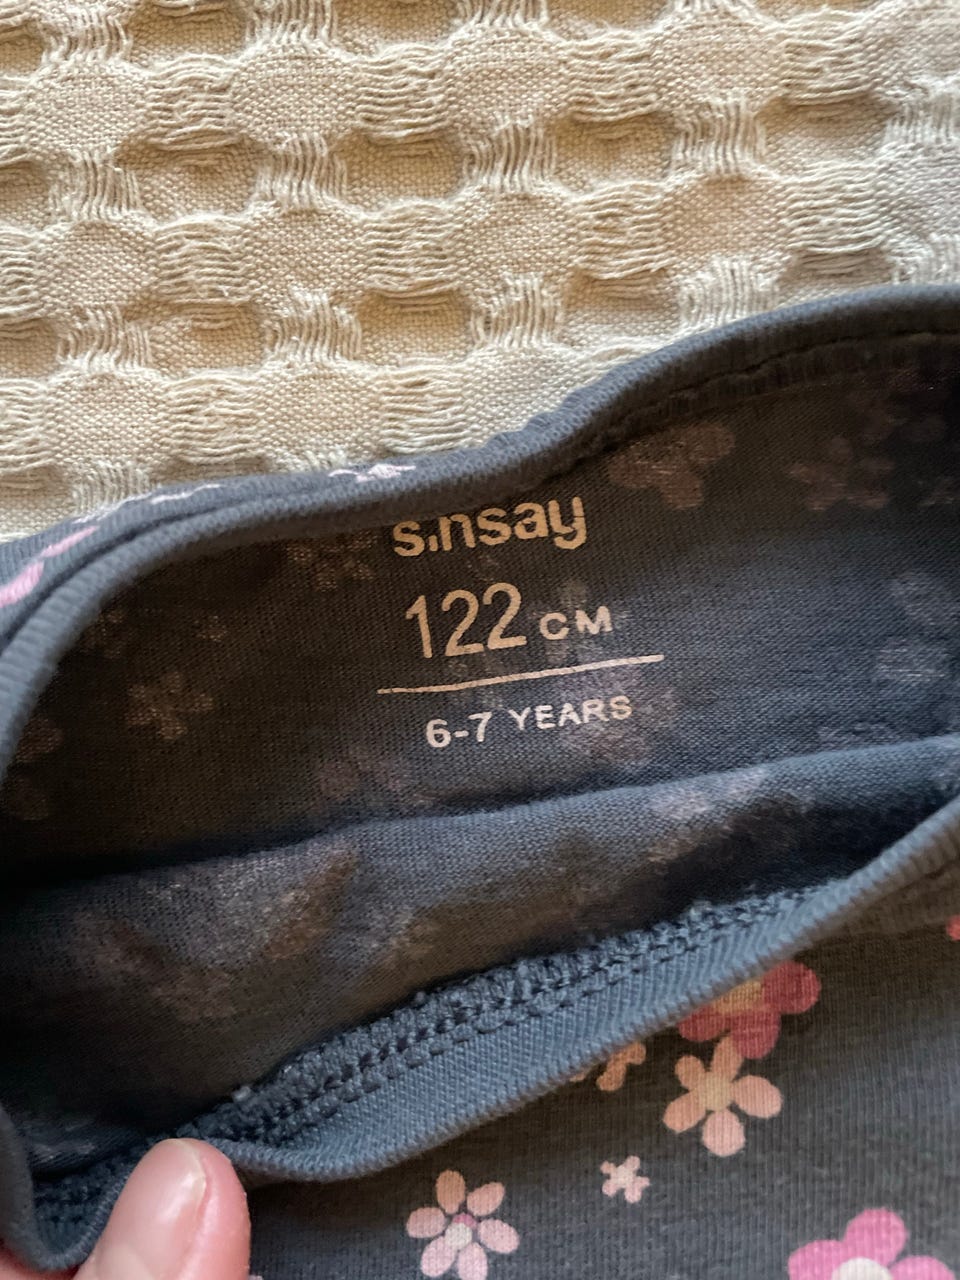 sinsay
122 CM
6-7 YEARS